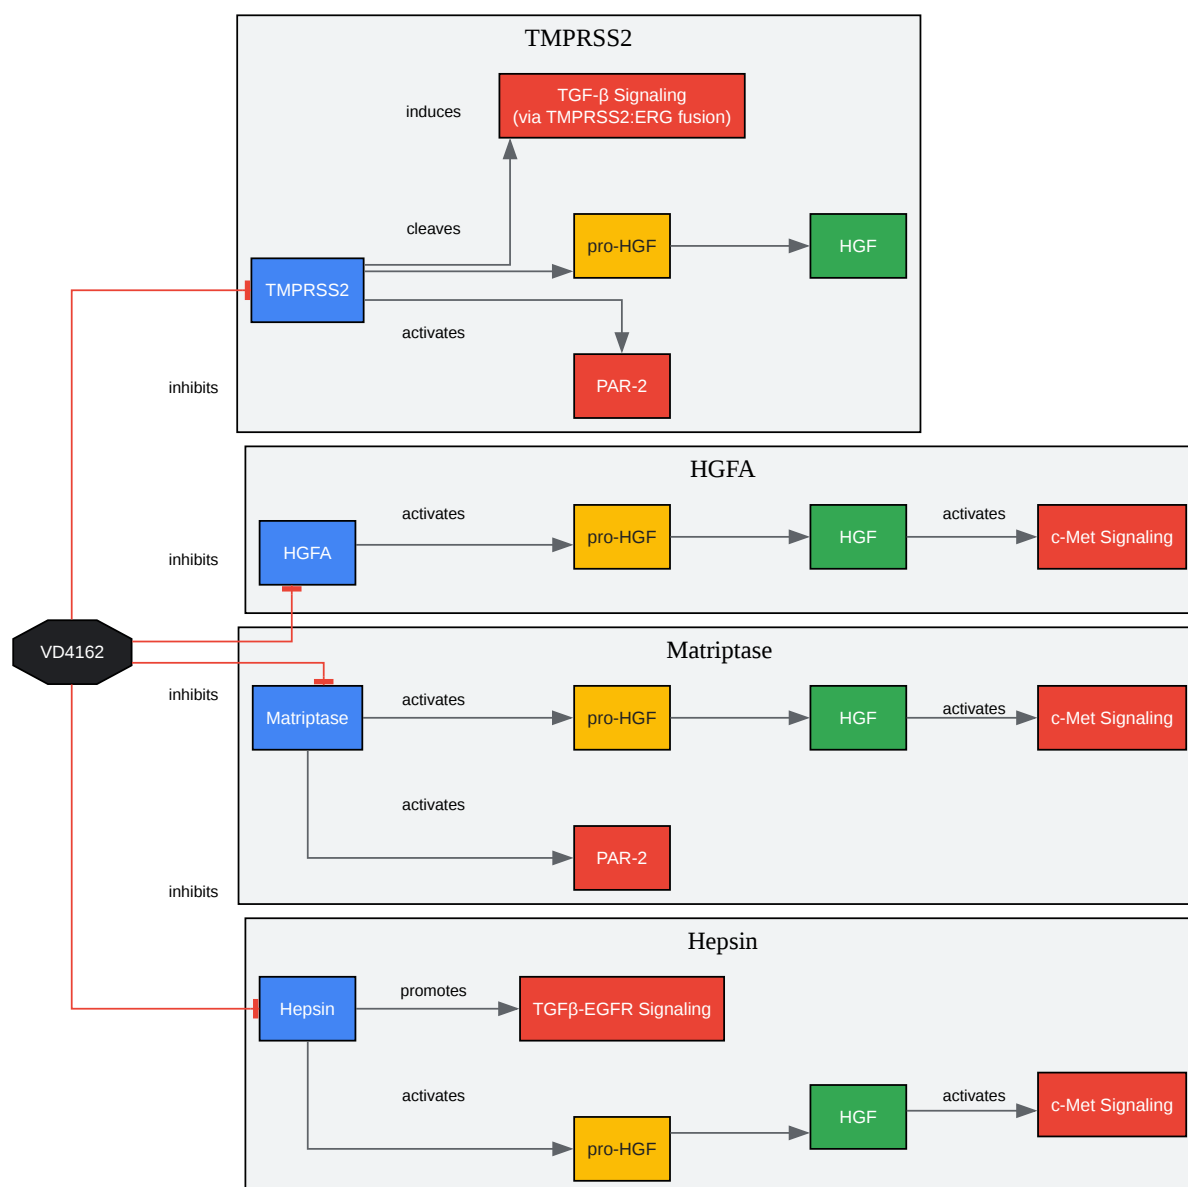 TMPRSS2
induces
TGF-β Signaling
(via TMPRSS2:ERG fusion)
cleaves
pro-HGF
HGF
TMPRSS2
activates
PAR-2
inhibits
HGFA
activates
pro-HGF
HGF
activates
c-Met Signaling
HGFA
inhibits
VD4162
Matriptase
inhibits
Matriptase
activates
pro-HGF
HGF
activates
c-Met Signaling
activates
PAR-2
inhibits
Hepsin
Hepsin
promotes
TGFβ-EGFR Signaling
activates
pro-HGF
HGF
activates
c-Met Signaling